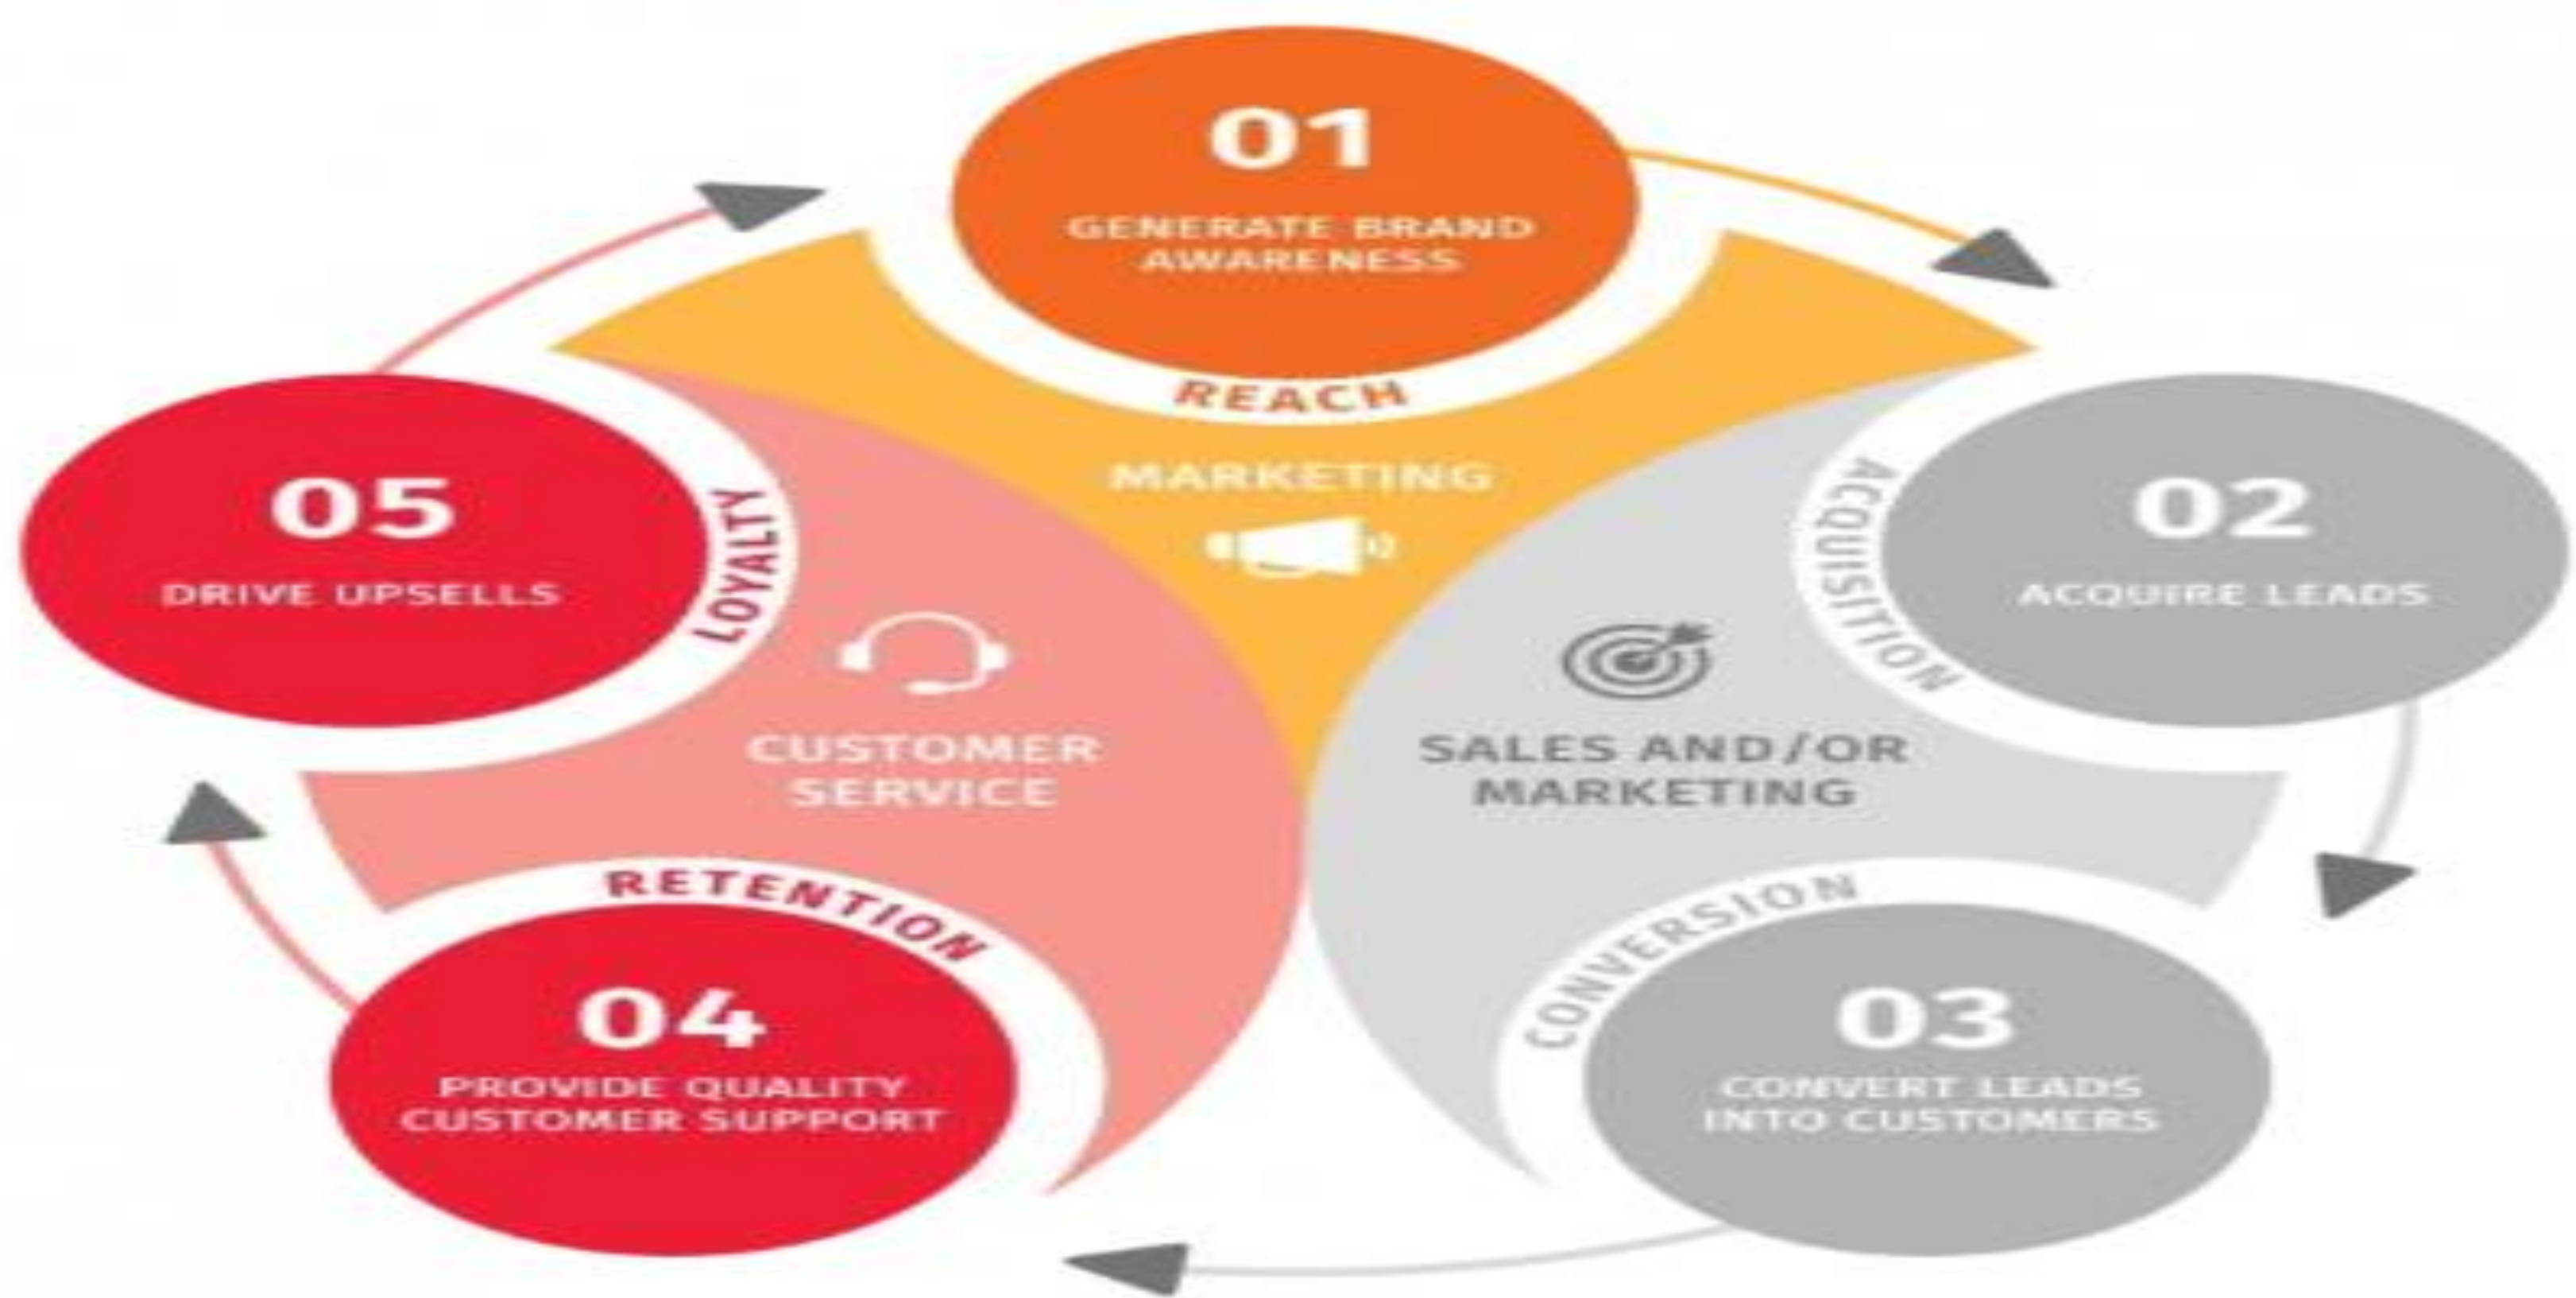 01
GENERATE BRAND
AWARENESS
REACH
MARKETING
02
ACQUIRE LEADS
ACQUISITION
SALES AND/OR
MARKETING
CONVERSION
03
CONVERT LEADS
INTO CUSTOMERS
04
PROVIDE QUALITY
CUSTOMER SUPPORT
RETENTION
CUSTOMER
SERVICE
05
DRIVE UPSELLS
LOYALTY